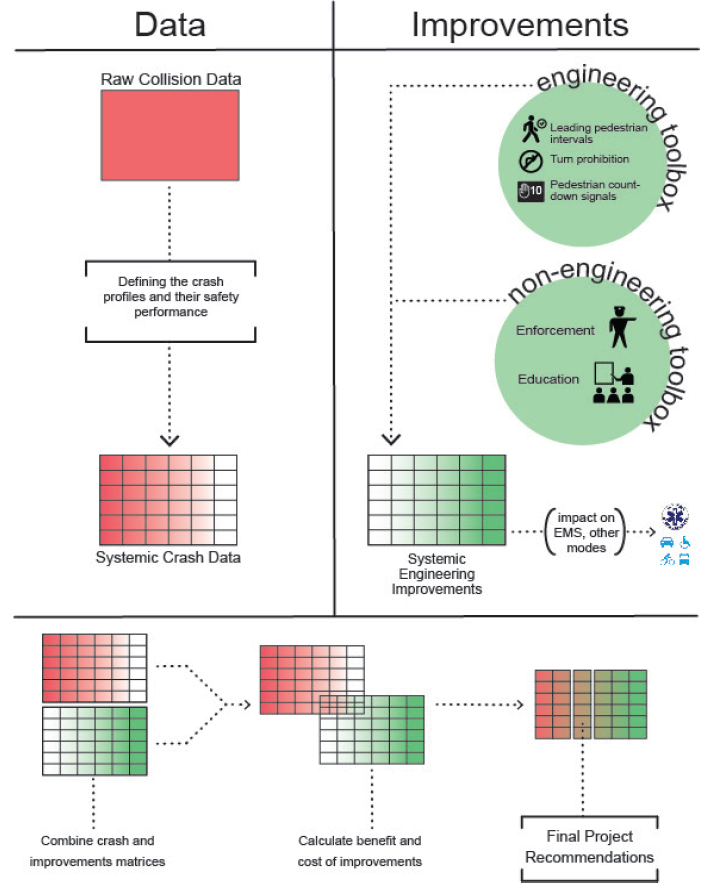 Data
Improvements
Raw Collision Data
Defining the crash
profiles and their safety
performance
Systemic Crash Data
engineering toolbox
Leading pedestrian
intervals
Turn prohibition
10
Pedestrian count-
down signals
non-engineering toolbox
Enforcement
Education
Systemic
Engineering
Improvements
impact on
EMS, other
modes
Combine crash and
improvements matrices
Calculate benefit and
cost of improvements
Final Project
Recommendations